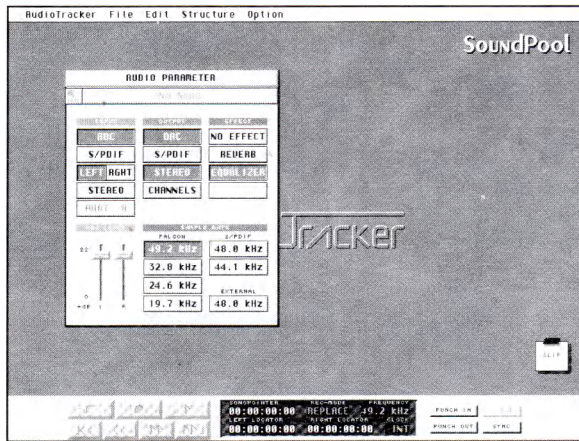 AudioTracker File Edit Structure Option
SoundPool
AUDIO PARAMETER
OUTPUT EFFECT
ADC DAC NO EFFECT
S/PDIF S/PDIF REVERB
LEFT RGHT STEREO EQUALIZER
STEREO CHANNELS
SAMPLE RATE
FALCON S/PDIF
49.2 kHz 48.0 kHz
32.8 kHz 44.1 kHz
24.6 kHz EXTERNAL
19.7 kHz 48.0 kHz
L R
Tracker
CLIP
SONGPOINTER REC-MODE FREQUENCY
00:00:00:00 REPLACE 49.2 kHz
LEFT LOCATOR RIGHT LOCATOR CLOCK
00:00:00:00 00:00:00:00 INT
PUNCH IN
PUNCH OUT SYNC